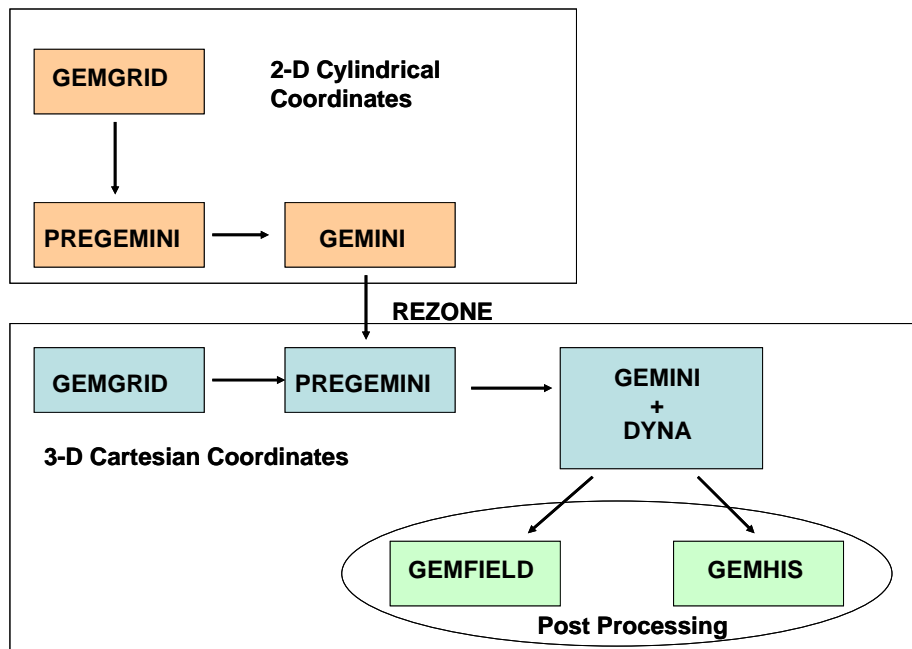 GEMGRID
2-D Cylindrical
Coordinates
PREGEMINI
GEMINI
REZONE
GEMGRID
PREGEMINI
GEMINI
+
DYNA
3-D Cartesian Coordinates
GEMFIELD
GEMHIS
Post Processing